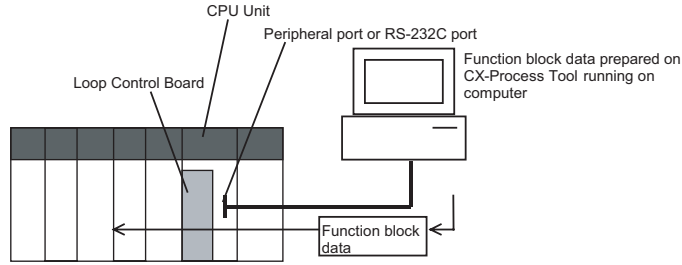 CPU Unit
Peripheral port or RS-232C port
Function block data prepared on
CX-Process Tool running on
computer
Loop Control Board
Function block
data